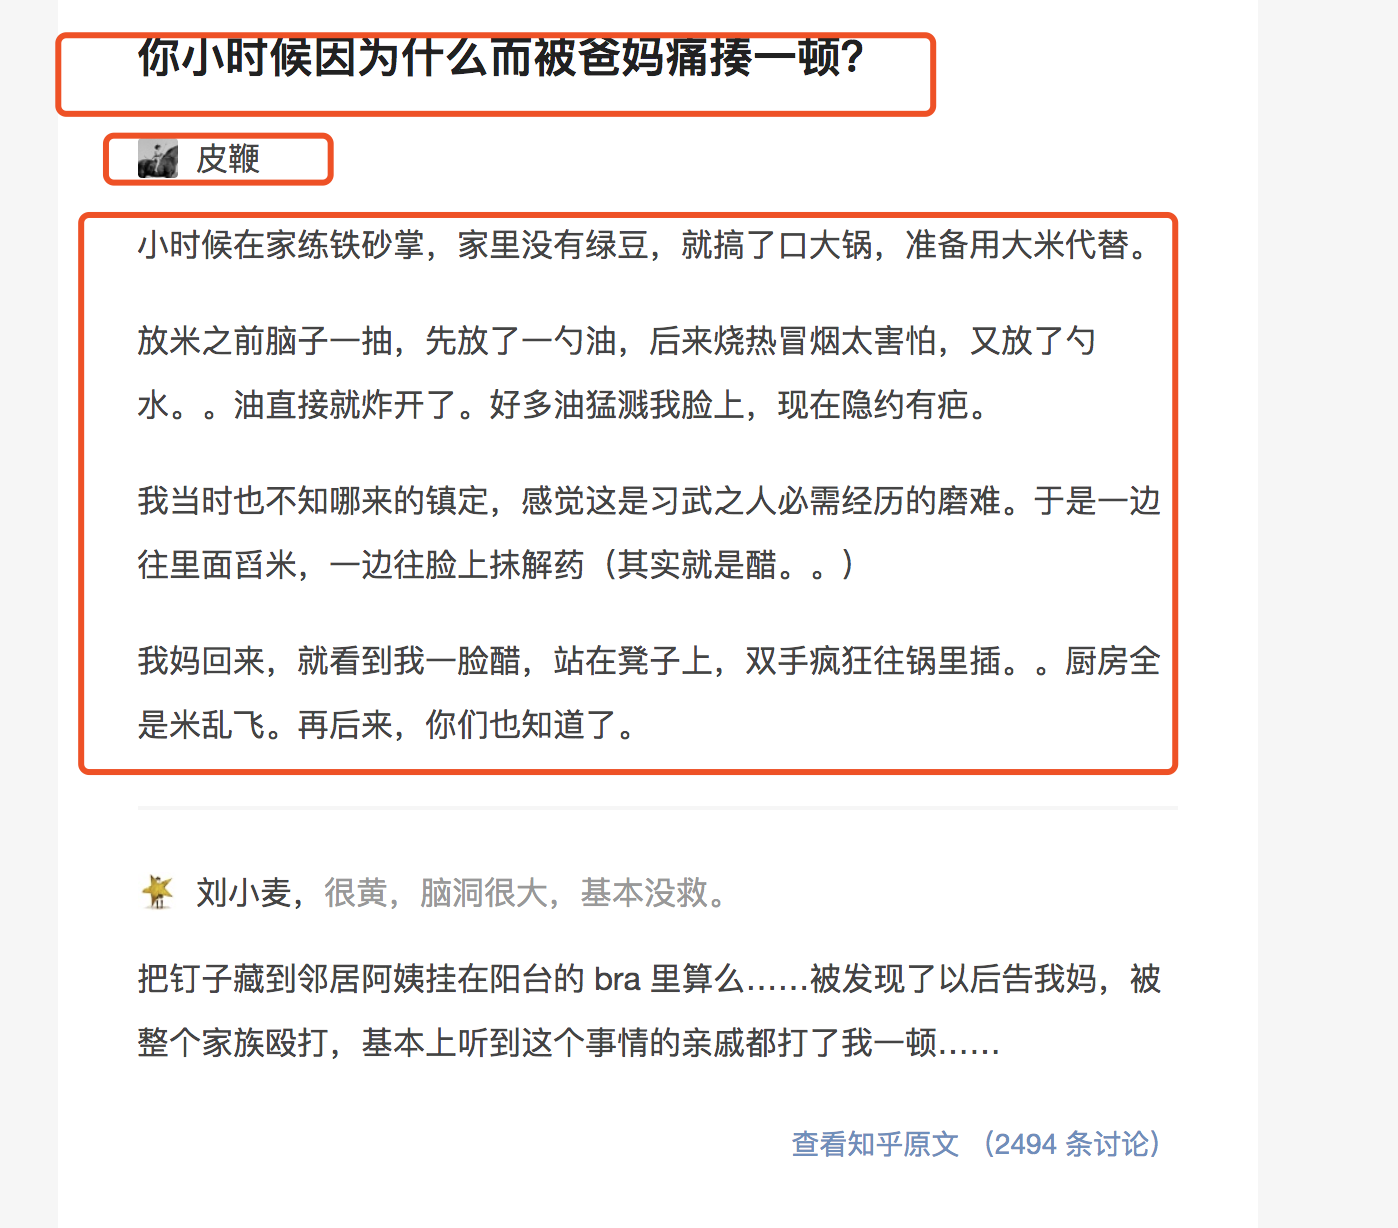 你小时候因为什么而被爸妈痛揍一顿?
皮鞭
小时候在家练铁砂掌，家里没有绿豆，就搞了口大锅，准备用大米代替。
放米之前脑子一抽，先放了一勺油，后来烧热冒烟太害怕，又放了勺
水。。油直接就炸开了。好多油猛溅我脸上，现在隐约有疤。
我当时也不知哪来的镇定，感觉这是习武之人必需经历的磨难。于是一边
往里面舀米，一边往脸上抹解药（其实就是醋。。）
我妈回来，就看到我一脸醋，站在凳子上，双手疯狂往锅里插。。厨房全
是米乱飞。再后来，你们也知道了。
刘小麦，很黄，脑洞很大，基本没救。
把钉子藏到邻居阿姨挂在阳台的 bra 里算么……被发现了以后告我妈，被
整个家族殴打，基本上听到这个事情的亲戚都打了我一顿……
查看知乎原文 （2494 条讨论）